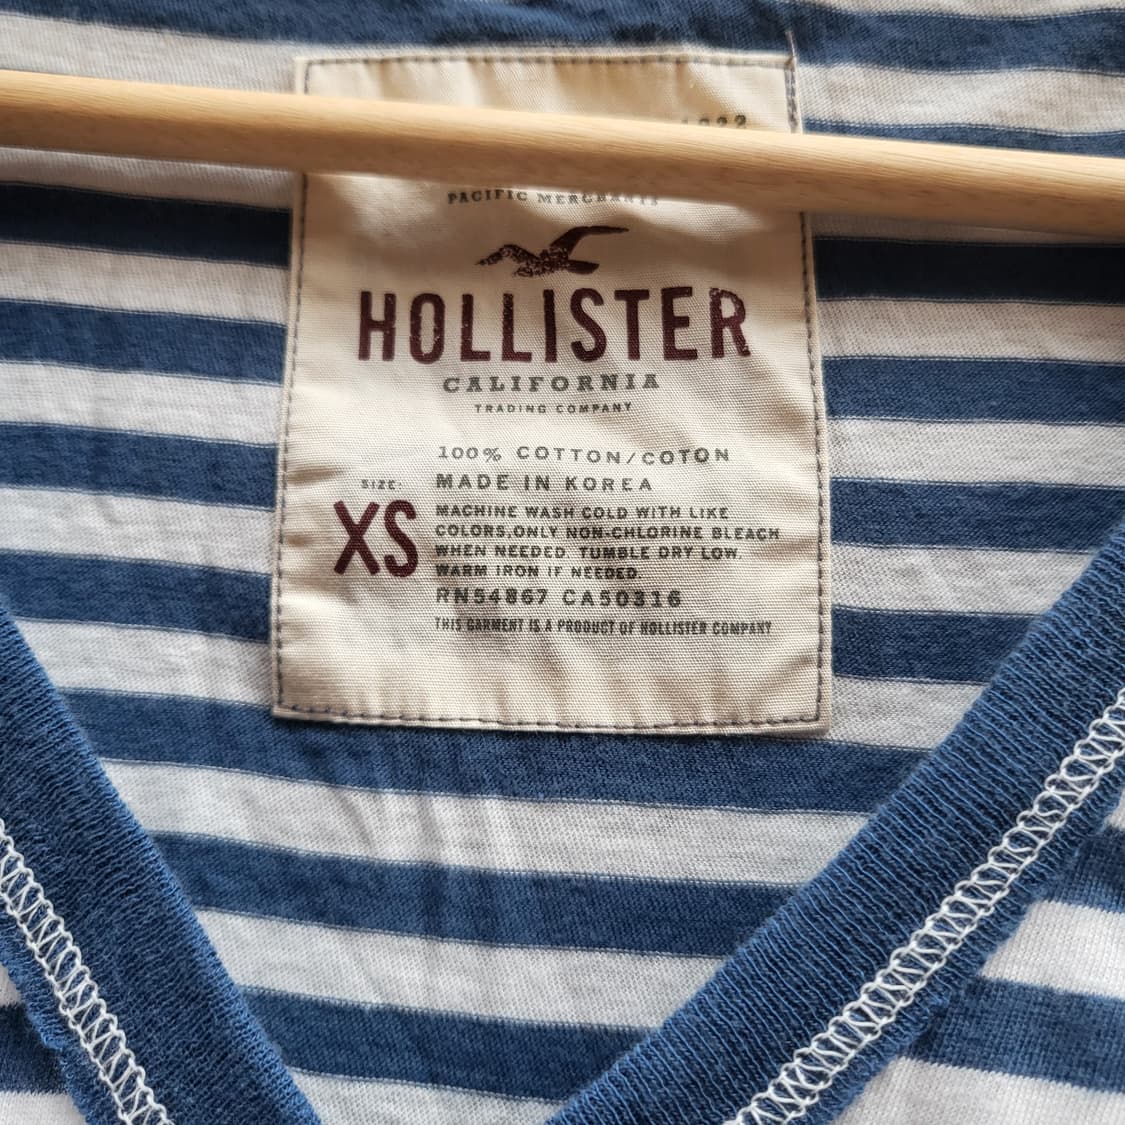 PACIFIC MERCHANTS
HOLLISTER
CALIFORNIA
TRADING COMPANY
100% COTTON/COTON
MADE IN KOREA
SIZE:
XS
MACHINE WASH COLD WITH LIKE
COLORS.ONLY NON-CHLORINE BLEACH
WHEN NEEDED TUMBLE DRY LOW.
WARM IRON IF NEEDED.
RN54867 CA50316
THIS GARMENT IS A PRODUCT OF HOLLISTER COMPANY